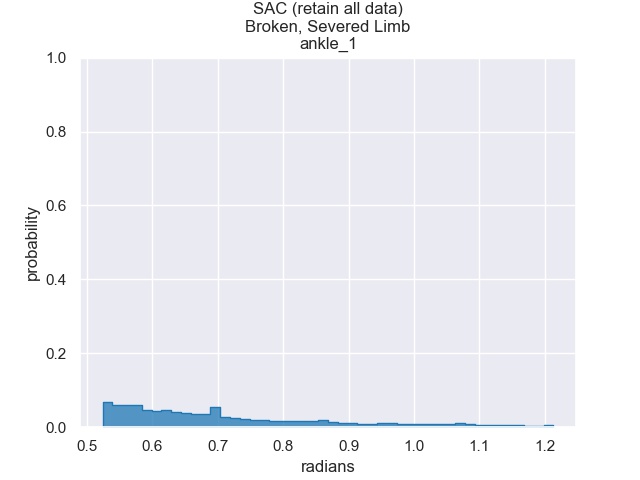 SAC (retain all data)
Broken, Severed Limb
ankle_1
1.0
0.8
0.6
0.4
0.2
0.0
probability
0.5 0.6 0.7 0.8 0.9 1.0 1.1 1.2
radians